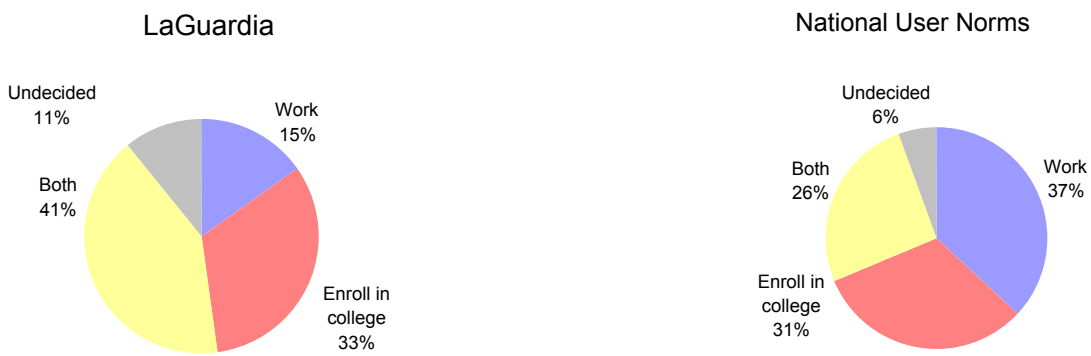 LaGuardia
Undecided
11%
Work
15%
Both
41%
Enroll in
college
33%
National User Norms
Undecided
6%
Work
37%
Both
26%
Enroll in
college
31%